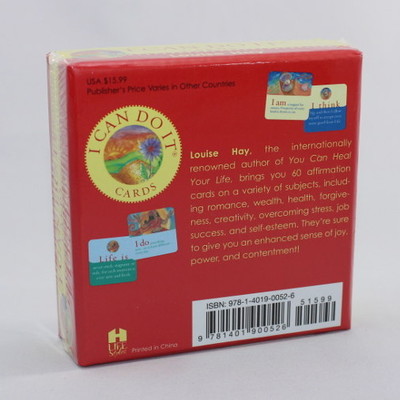 USA $15.99
Publisher's Price Varies in Other Countries
I CAN DO IT®
CARDS
I am
I think
Louise Hay, the internationally
renowned author of You Can Heal
Your Life, brings you 60 affirmation
cards on a variety of subjects, includ-
ing romance, wealth, health, forgive-
ness, creativity, overcoming stress, job
success, and self-esteem. They're sure
to give you an enhanced sense of joy,
power, and contentment!
I do
Life is
ISBN: 978-1-4019-0052-6
51599
9 781401 900526
Printed in China